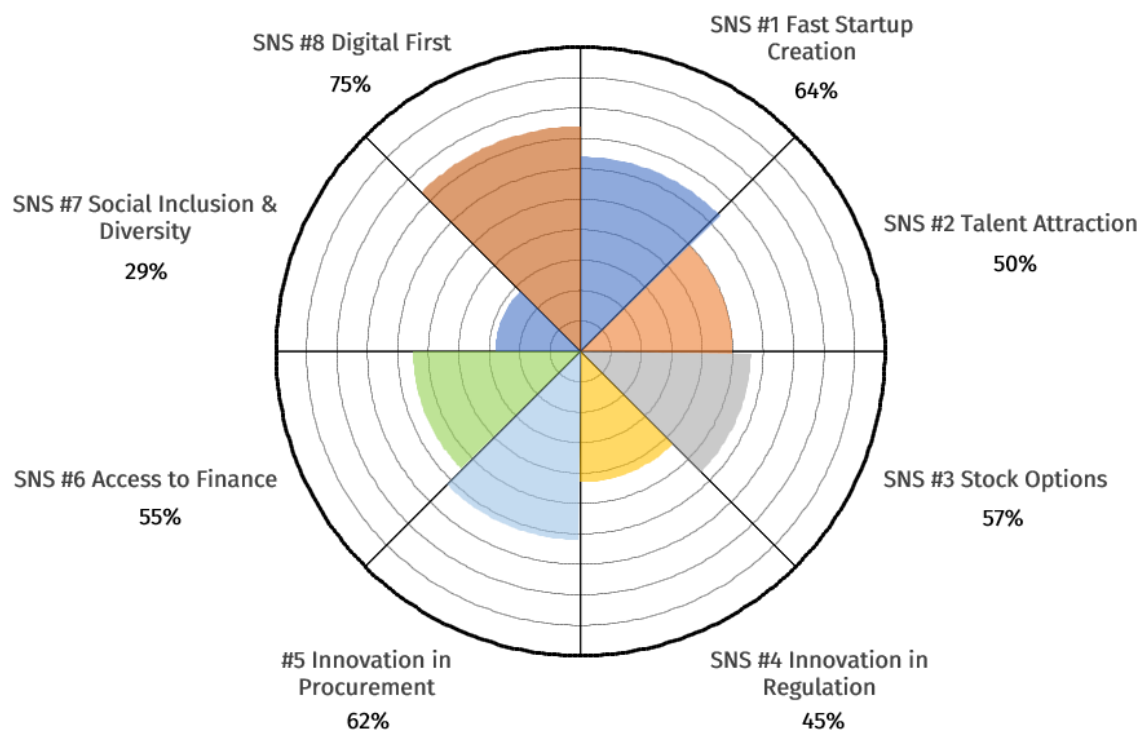 SNS #1 Fast Startup
Creation
64%
SNS #2 Talent Attraction
50%
SNS #3 Stock Options
57%
SNS #4 Innovation in
Regulation
45%
#5 Innovation in
Procurement
62%
SNS #6 Access to Finance
55%
SNS #7 Social Inclusion &
Diversity
29%
SNS #8 Digital First
75%